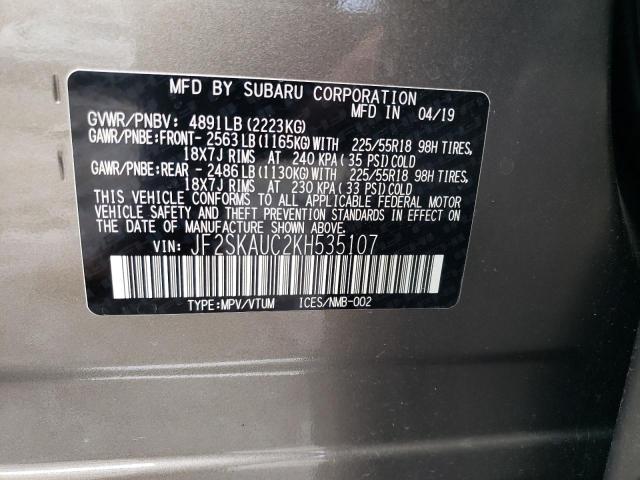 MFD BY SUBARU CORPORATION
MFD IN 04/19
GVWR/PNBV: 4891LB(2223KG)
GAWR/PNBE:FRONT- 2563LB(1165KG)WITH 225/55R18 98H TIRES,
18X7J RIMS AT 240 KPA(35 PSI)COLD
GAWR/PNBE:REAR - 2486LB(1130KG)WITH 225/55R18 98H TIRES,
18X7J RIMS AT 230 KPA(33 PSI)COLD
THIS VEHICLE CONFORMS TO ALL APPLICABLE FEDERAL MOTOR
VEHICLE SAFETY AND THEFT PREVENTION STANDARDS IN EFFECT
ON THE DATE OF MANUFACTURE SHOWN ABOVE.
VIN: JF2SKAUC2KH535107
TYPE:MPV/VTUM ICES/NMB-002